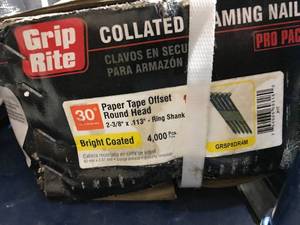 Grip
Rite
COLLATED FRAMING NAIL
CLAVOS EN SECU
PARA ARMAZÓN
PRO PAC
30°
Paper Tape Offset
Round Head
2-3/8" x .113" - Ring Shank
Bright Coated
4,000 Pcs.
GRSP8DR4M